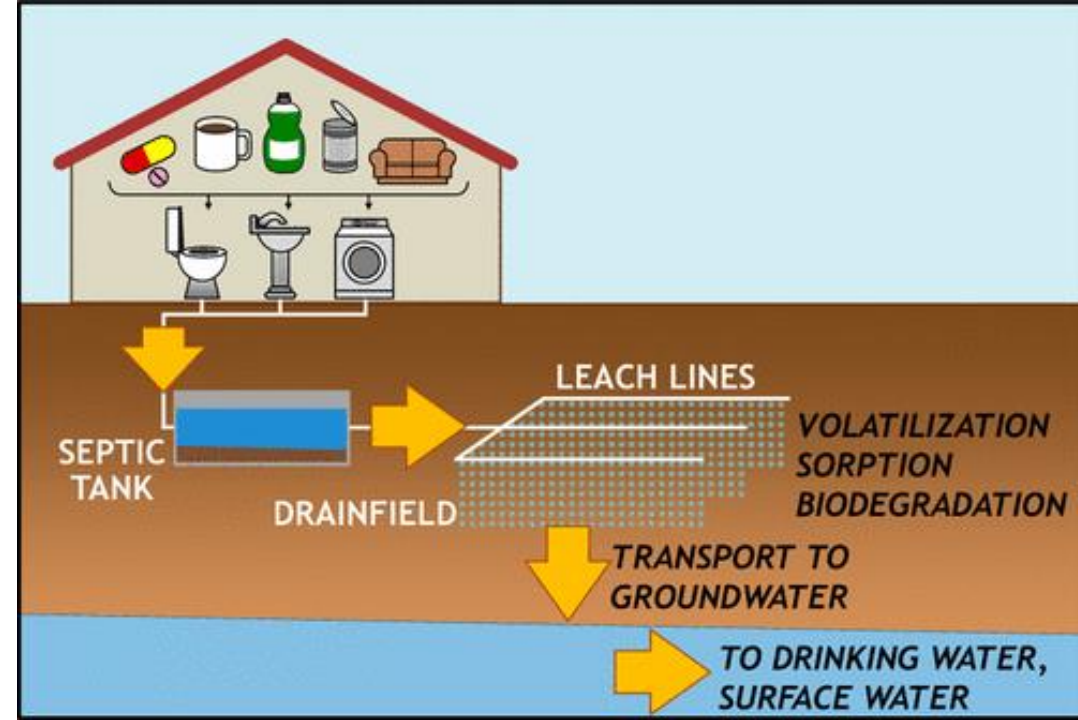 LEACH LINES
VOLATILIZATION
SORPTION
BIODEGRADATION
SEPTIC
TANK
DRAINFIELD
TRANSPORT TO
GROUNDWATER
TO DRINKING WATER,
SURFACE WATER